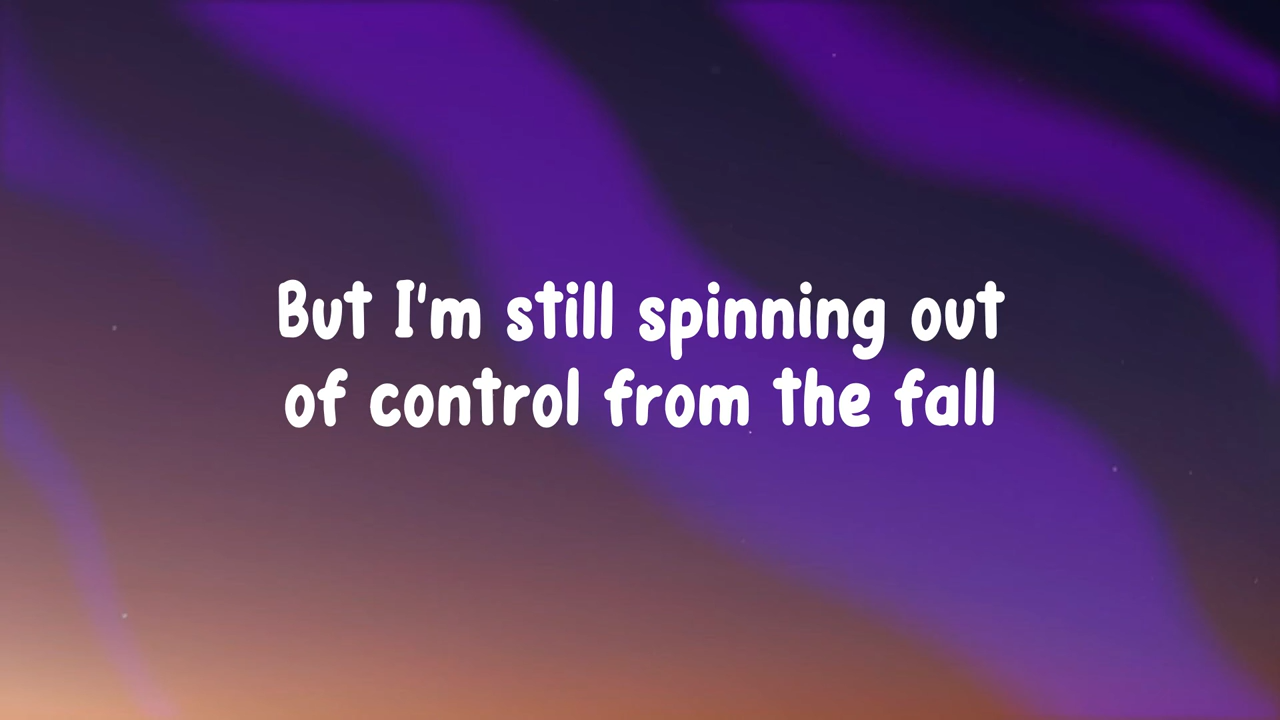 But I'm still spinning out
of control from the fall